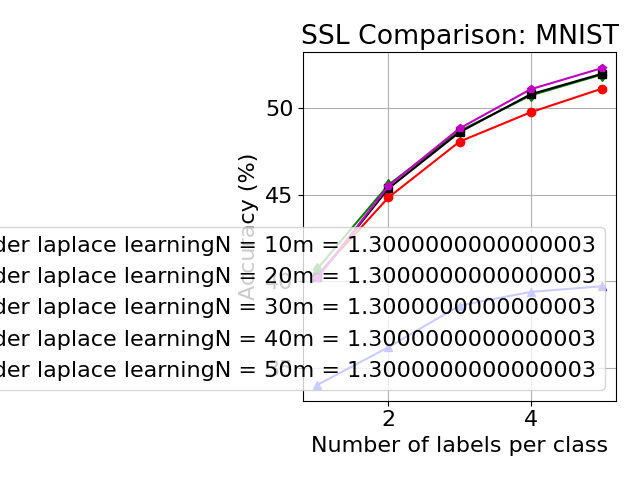 SSL Comparison: MNIST
50
45
Accuracy (%)
der laplace learningN = 10m = 1.3000000000000003
der laplace learningN = 20m = 1.3000000000000003
der laplace learningN = 30m = 1.3000000000000003
der laplace learningN = 40m = 1.3000000000000003
der laplace learningN = 50m = 1.3000000000000003
2 4
Number of labels per class